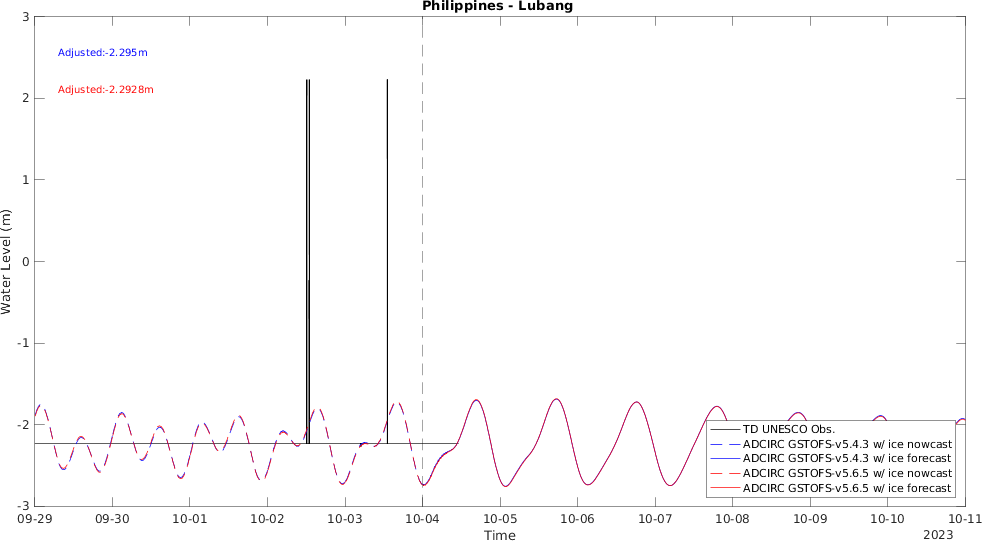 Philippines - Lubang
Adjusted:-2.295m
Adjusted:-2.2928m
Water Level (m)
3
2
1
0
-1
-2
-3
TD UNESCO Obs.
ADCIRC GSTOFS-v5.4.3 w/ ice nowcast
ADCIRC GSTOFS-v5.4.3 w/ ice forecast
ADCIRC GSTOFS-v5.6.5 w/ ice nowcast
ADCIRC GSTOFS-v5.6.5 w/ ice forecast
09-29 09-30 10-01 10-02 10-03 10-04 10-05 10-06 10-07 10-08 10-09 10-10 10-11
Time
2023